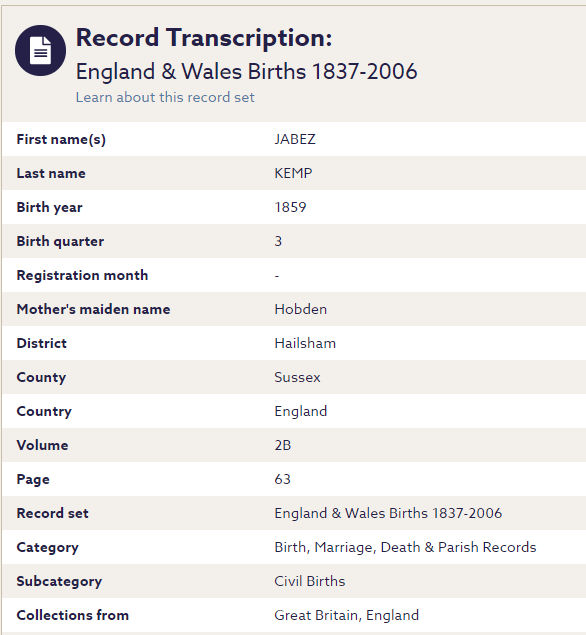 Record Transcription:
England & Wales Births 1837-2006
Learn about this record set
First name(s) JABEZ
Last name KEMP
Birth year 1859
Birth quarter 3
Registration month -
Mother's maiden name Hobden
District Hailsham
County Sussex
Country England
Volume 2B
Page 63
Record set England & Wales Births 1837-2006
Category Birth, Marriage, Death & Parish Records
Subcategory Civil Births
Collections from Great Britain, England